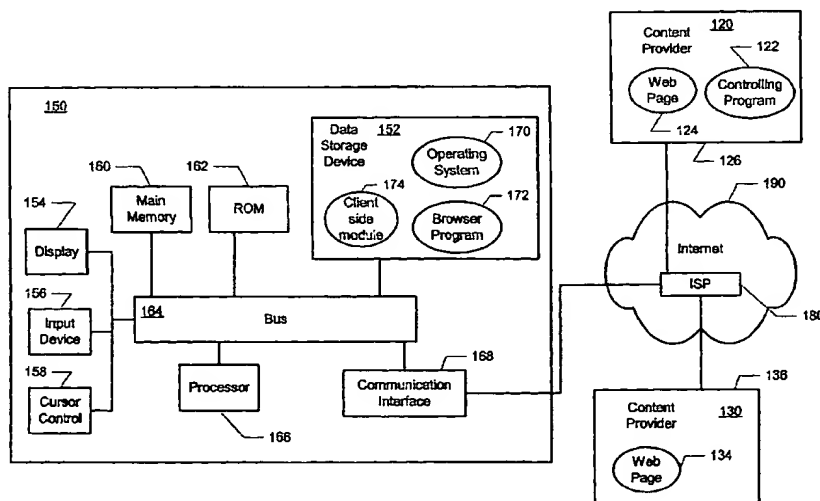 150
Data
Storage
Device
152
170
Operating
System
174
Client
side
module
172
Browser
Program
160
Main
Memory
162
ROM
154
Display
156
Input
Device
158
Cursor
Control
164
Bus
Processor
166
168
Communication
Interface
Content
Provider
120
122
Web
Page
Controlling
Program
124
126
190
Internet
ISP
180
136
Content
Provider
130
Web
Page
134